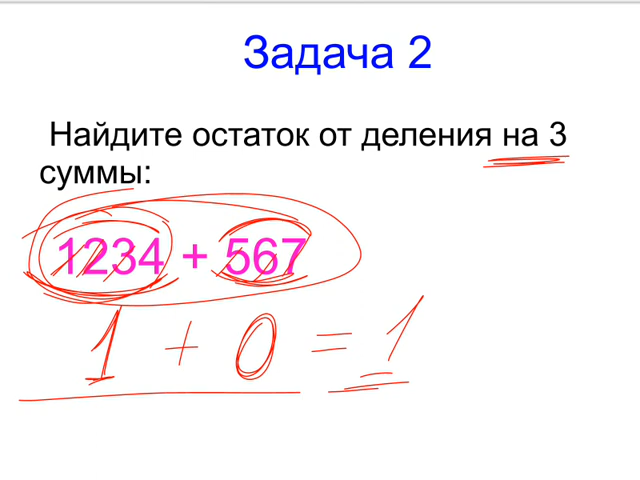 Задача 2
Найдите остаток от деления на 3
суммы:
1234 + 567
1 + 0 = 1